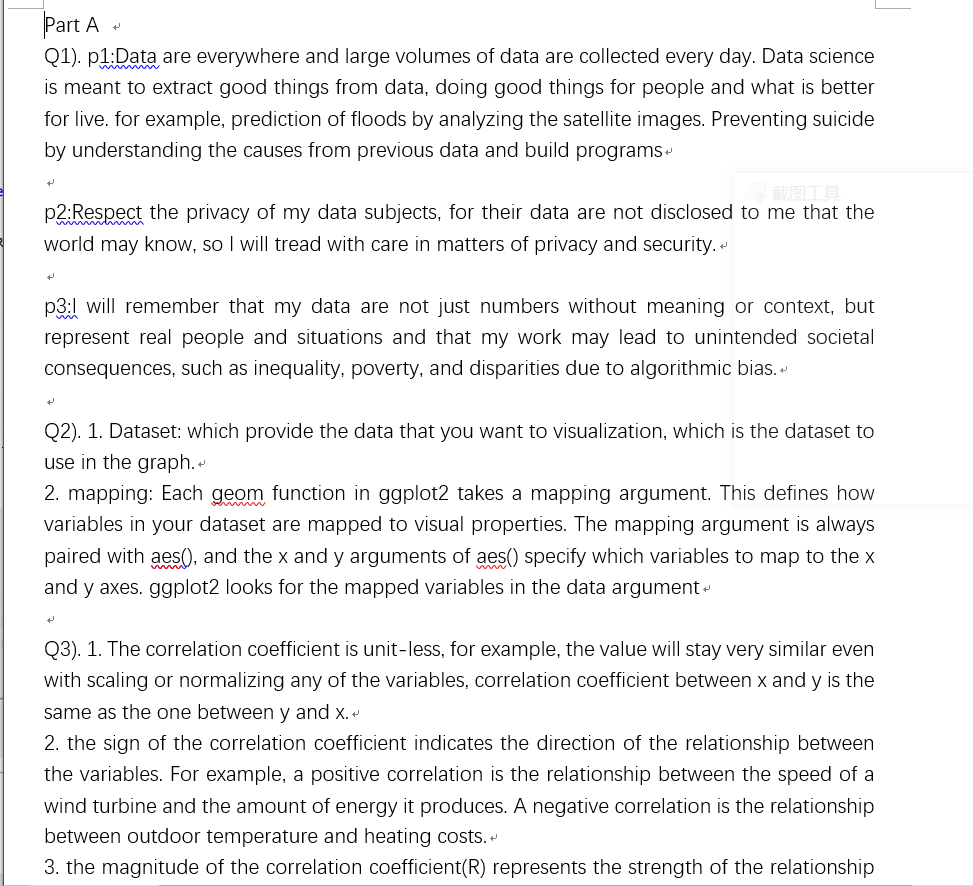 Part A
Q1). p1:Data are everywhere and large volumes of data are collected every day. Data science
is meant to extract good things from data, doing good things for people and what is better
for live. for example, prediction of floods by analyzing the satellite images. Preventing suicide
by understanding the causes from previous data and build programs
截图工具
p2:Respect the privacy of my data subjects, for their data are not disclosed to me that the
world may know, so I will tread with care in matters of privacy and security.
p3:I will remember that my data are not just numbers without meaning or context, but
represent real people and situations and that my work may lead to unintended societal
consequences, such as inequality, poverty, and disparities due to algorithmic bias.
Q2). 1. Dataset: which provide the data that you want to visualization, which is the dataset to
use in the graph.
2. mapping: Each geom function in ggplot2 takes a mapping argument. This defines how
variables in your dataset are mapped to visual properties. The mapping argument is always
paired with aes(), and the x and y arguments of aes() specify which variables to map to the x
and y axes. ggplot2 looks for the mapped variables in the data argument
Q3). 1. The correlation coefficient is unit-less, for example, the value will stay very similar even
with scaling or normalizing any of the variables, correlation coefficient between x and y is the
same as the one between y and x.
2. the sign of the correlation coefficient indicates the direction of the relationship between
the variables. For example, a positive correlation is the relationship between the speed of a
wind turbine and the amount of energy it produces. A negative correlation is the relationship
between outdoor temperature and heating costs.
3. the magnitude of the correlation coefficient(R) represents the strength of the relationship